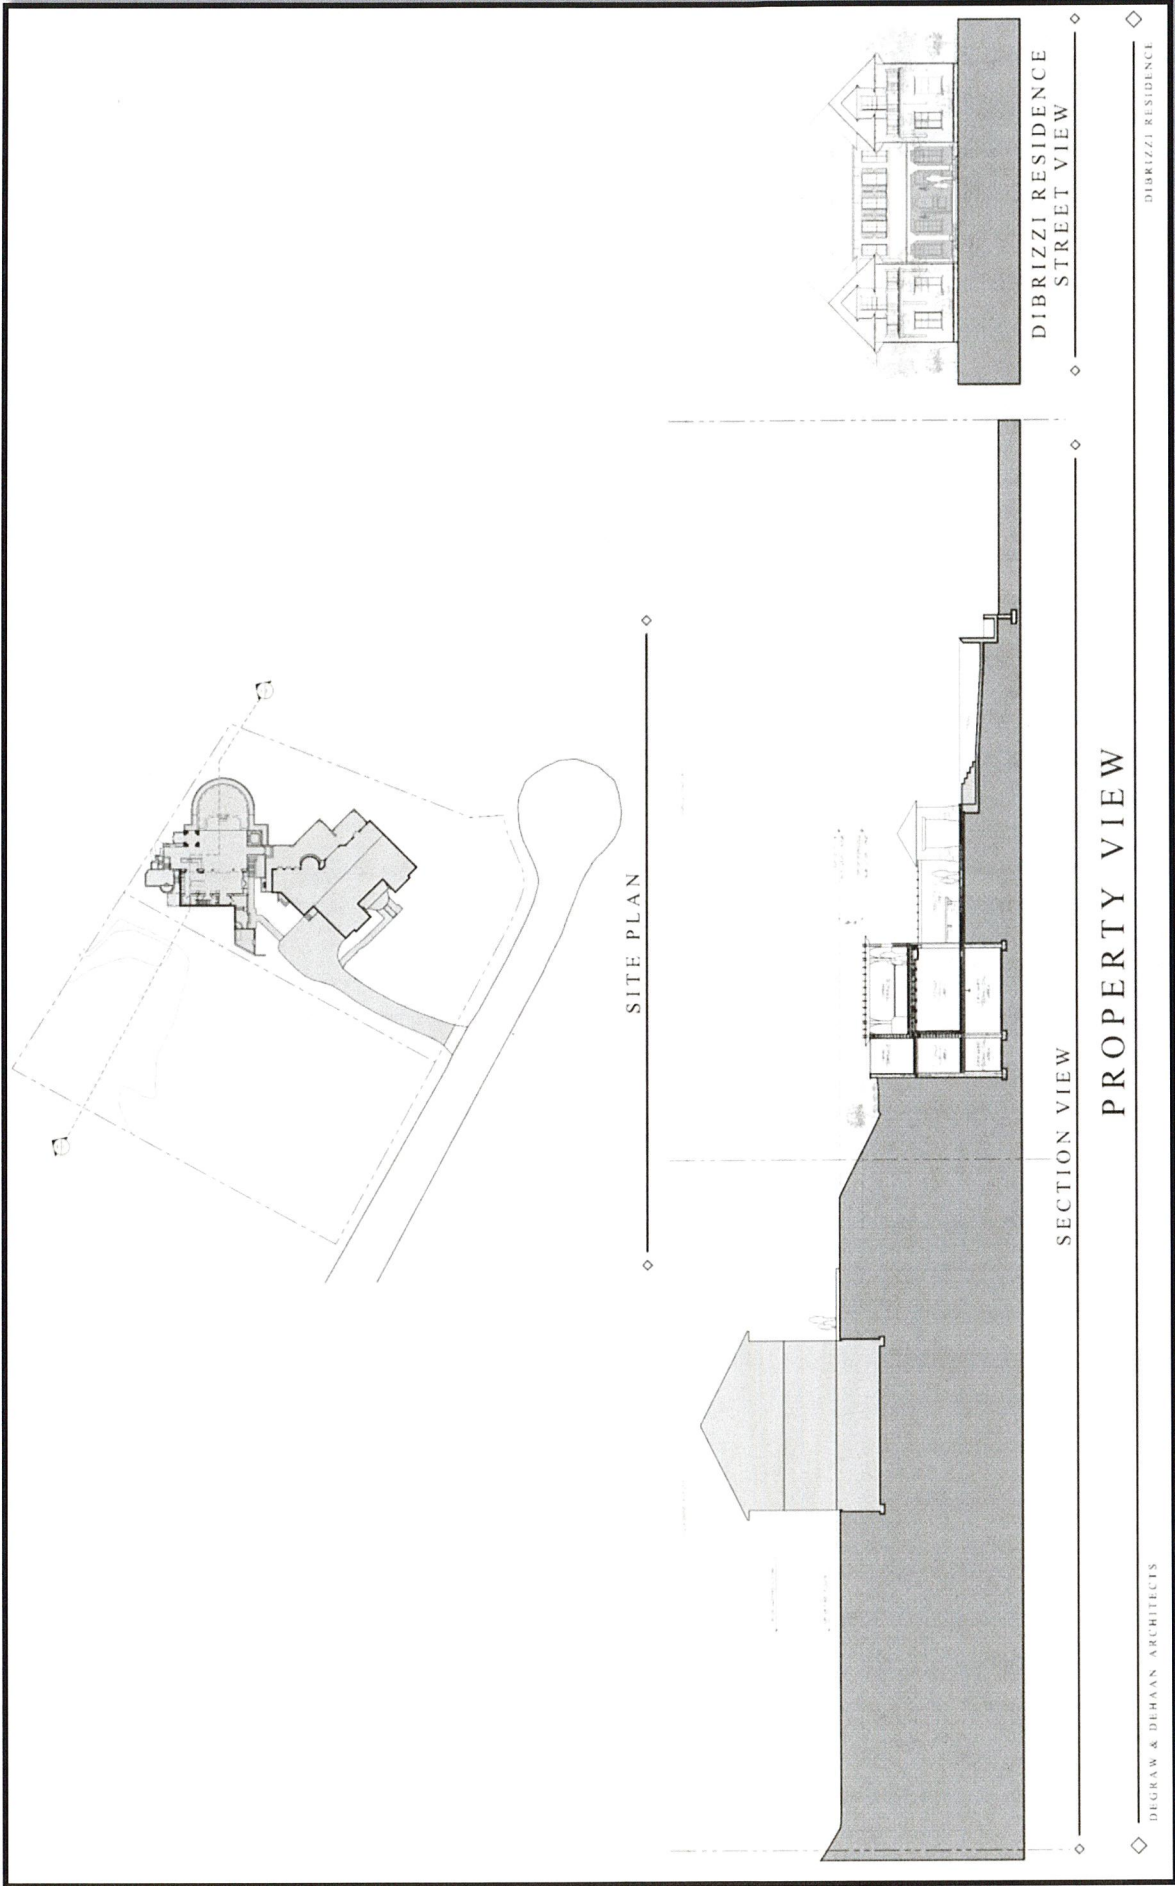 SITE PLAN
SECTION VIEW
DIBRIZZI RESIDENCE
STREET VIEW
PROPERTY VIEW
DEGRAW & DEHAAN ARCHITECTS
DIBRIZZI RESIDENCE